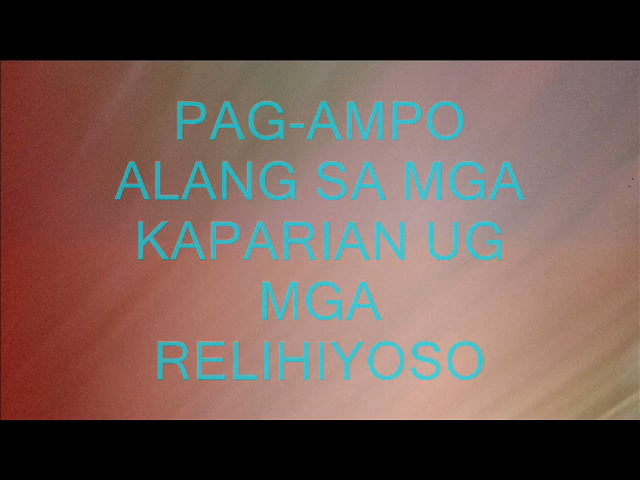 PAG-AMPO
ALANG SA MGA
KAPARIAN UG
MGA
RELIHIYOSO